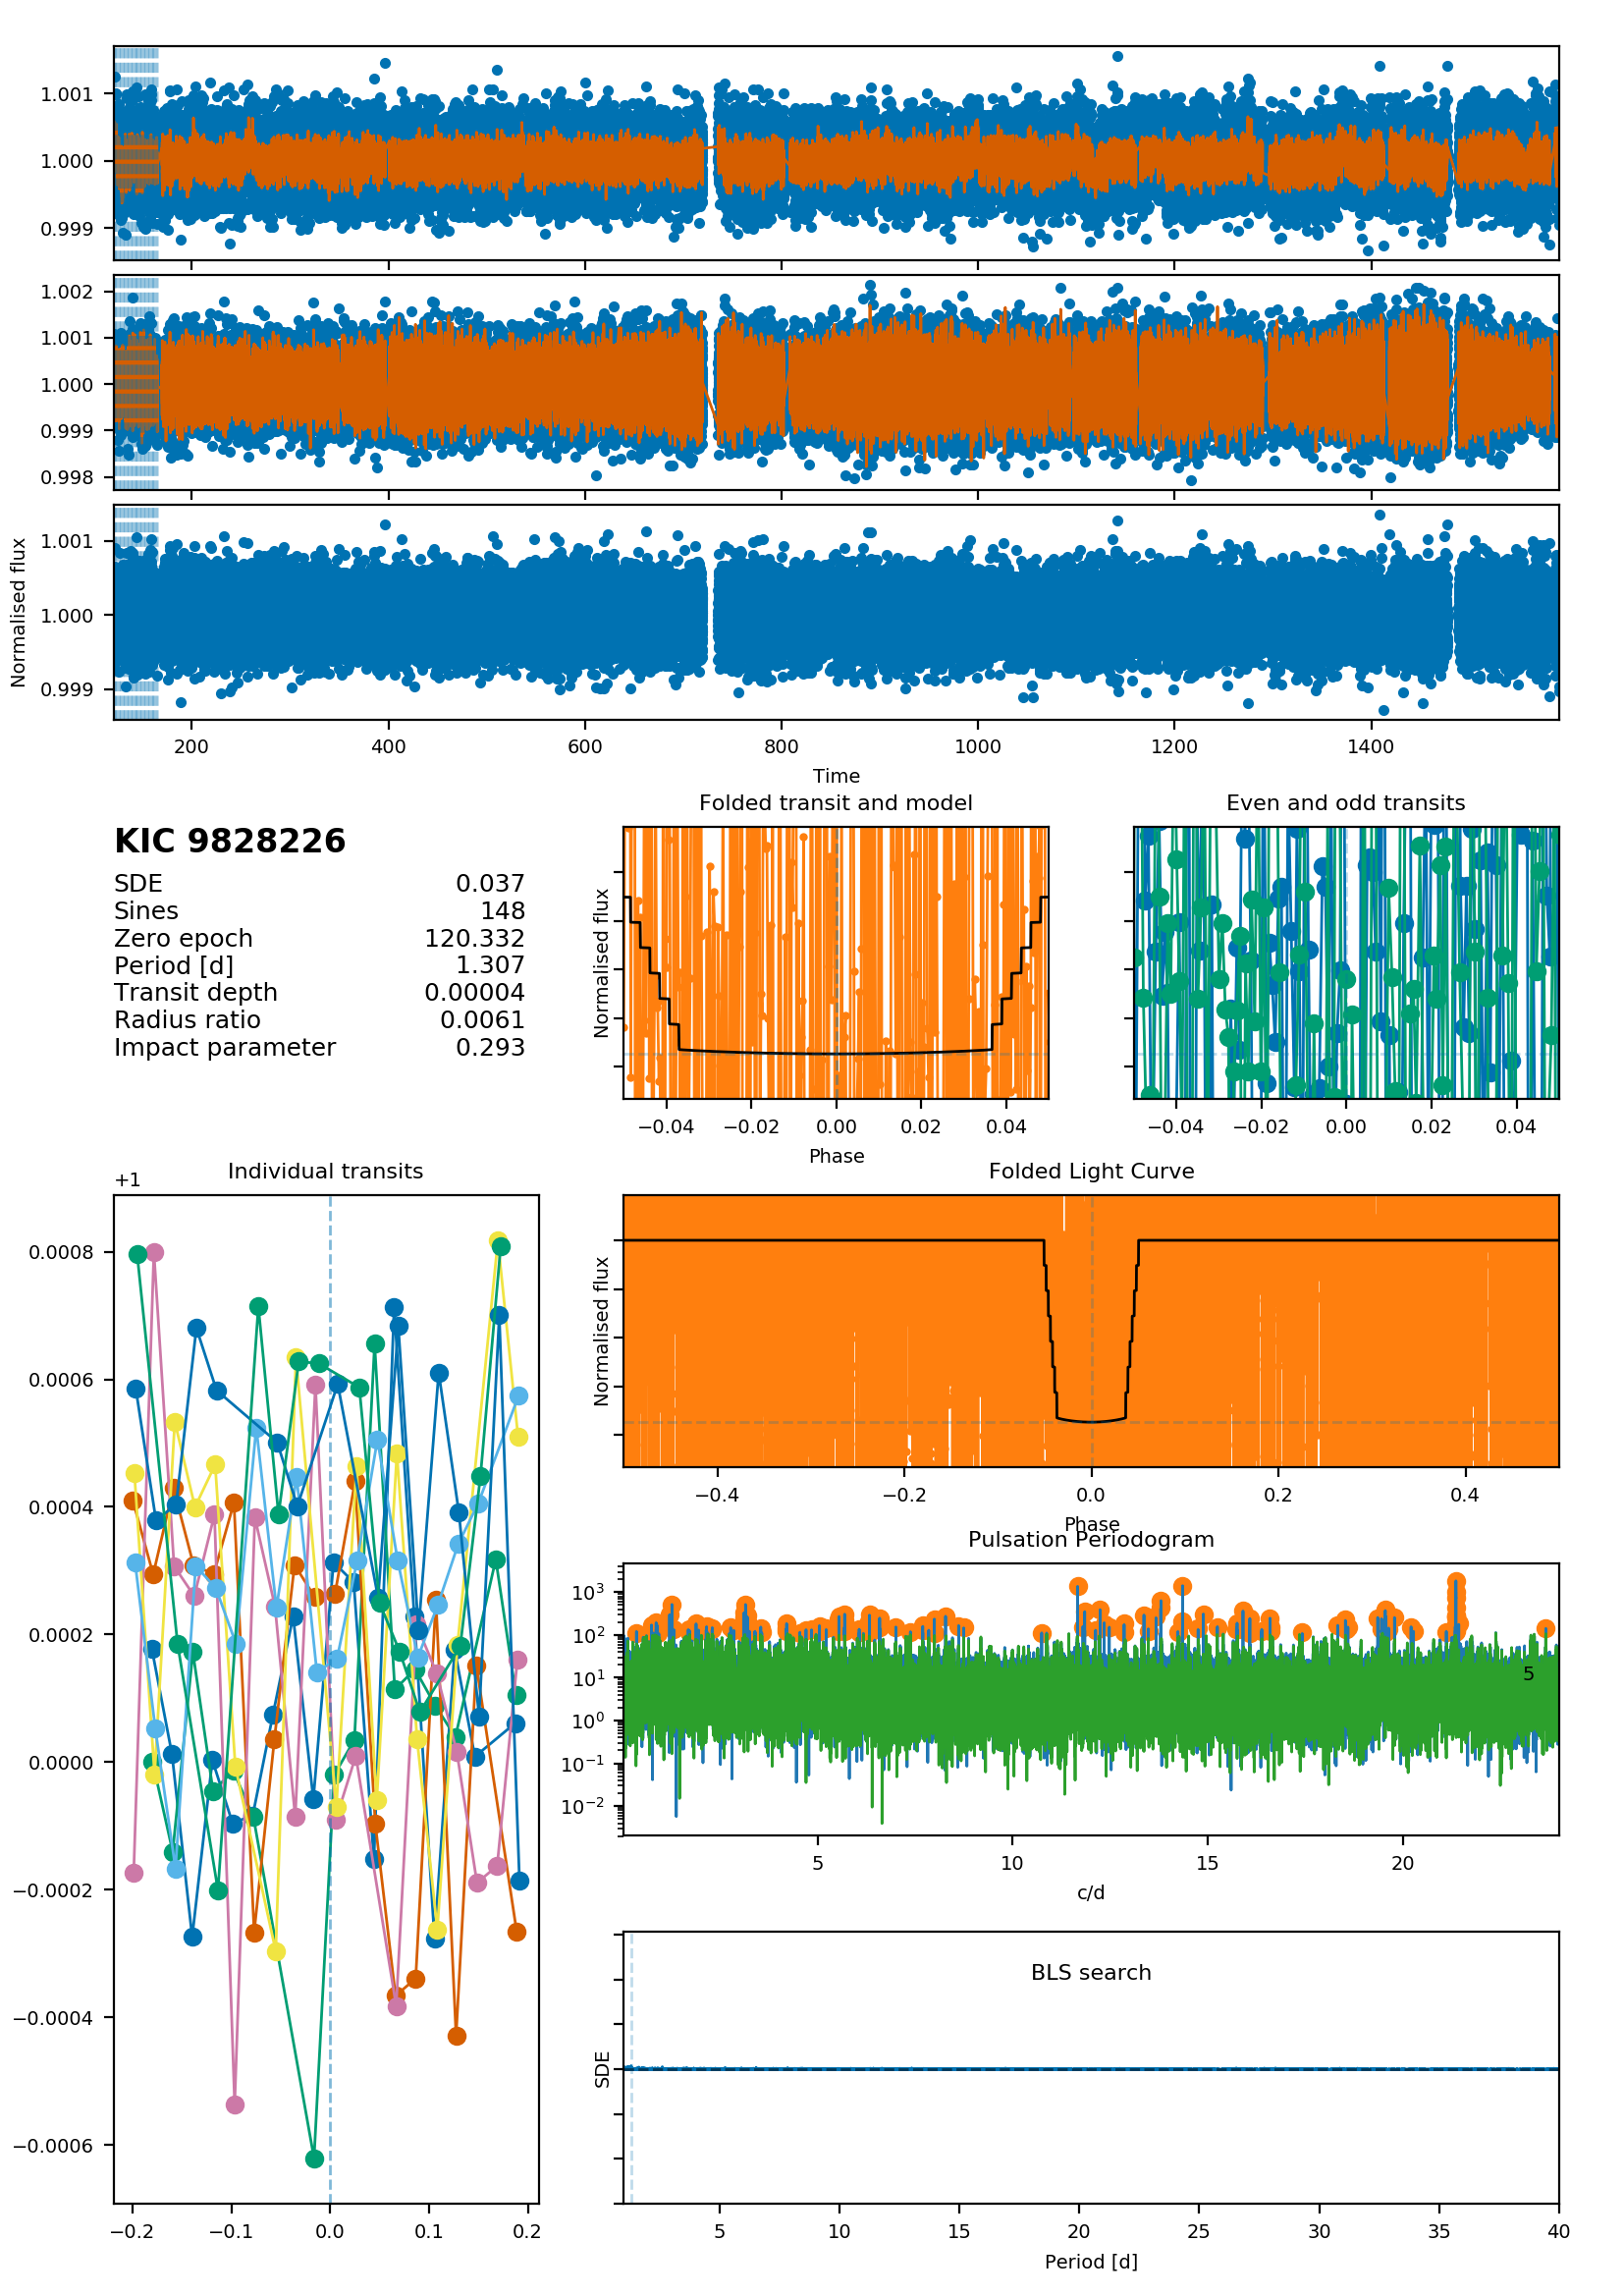 1.001
1.000
0.999
1.002
1.001
1.000
0.999
0.998
1.001
1.000
0.999
Normalised flux
200 400 600 800 1000 1200 1400
Time
KIC 9828226
SDE 0.037
Sines 148
Zero epoch 120.332
Period [d] 1.307
Transit depth 0.00004
Radius ratio 0.0061
Impact parameter 0.293
Folded transit and model
Normalised flux
−0.04 −0.02 0.00 0.02 0.04
Phase
Even and odd transits
−0.04 −0.02 0.00 0.02 0.04
Individual transits
+1
0.0008
0.0006
0.0004
0.0002
0.0000
−0.0002
−0.0004
−0.0006
−0.2 −0.1 0.0 0.1 0.2
Folded Light Curve
Normalised flux
−0.4 −0.2 0.0 0.2 0.4
Phase
Pulsation Periodogram
10³
10²
10¹
10⁰
10⁻¹
10⁻²
5
5 10 15 20
c/d
BLS search
SDE
5 10 15 20 25 30 35 40
Period [d]